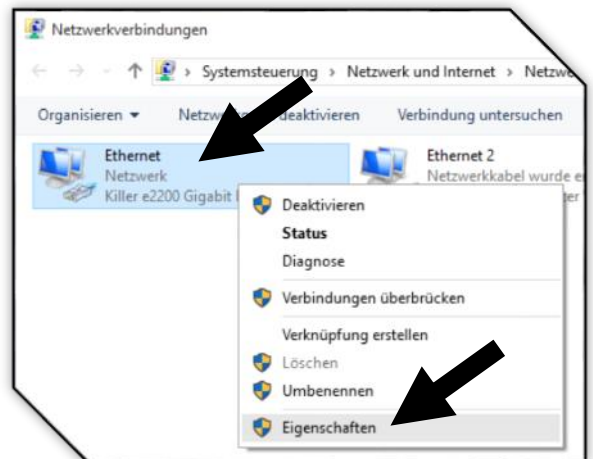 Netzwerkverbindungen
Systemsteuerung › Netzwerk und Internet ›
Organisieren deaktivieren Verbindung untersuchen
Ethernet
Netzwerk
Killer e2200 Gigabit
Ethernet 2
Netzwerkkabel wurde
Deaktivieren
Status
Diagnose
Verbindungen überbrücken
Verknüpfung erstellen
Löschen
Umbenennen
Eigenschaften